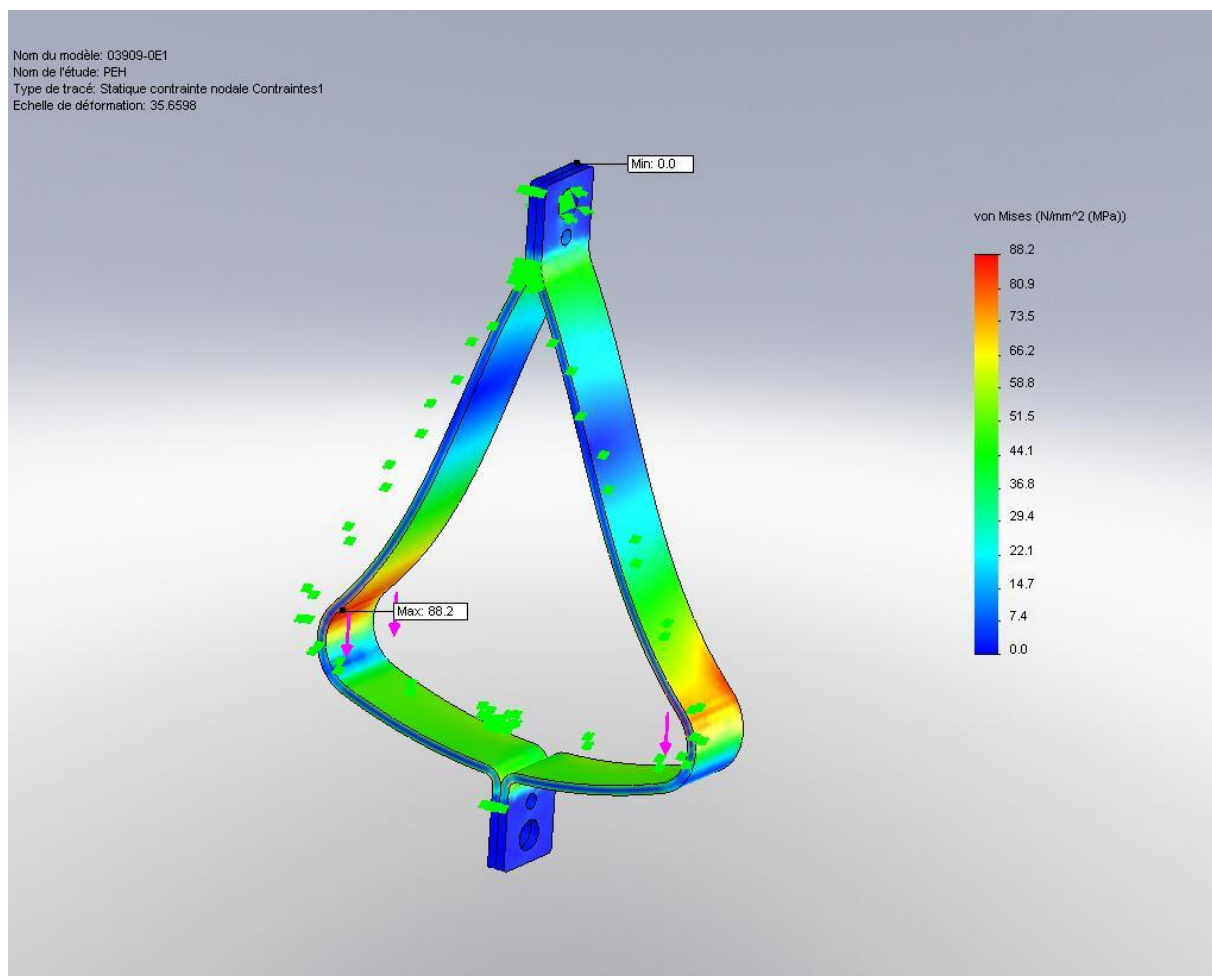 Nom du modèle: 03909-0E1
Nom de l'étude: PEH
Type de tracé: Statique contrainte nodale Contraintes1
Echelle de déformation: 35.6598
Min: 0.0
von Mises (N/mm^2 (MPa))
88.2
80.9
73.5
66.2
58.8
51.5
44.1
36.8
29.4
22.1
14.7
7.4
0.0
Max: 88.2